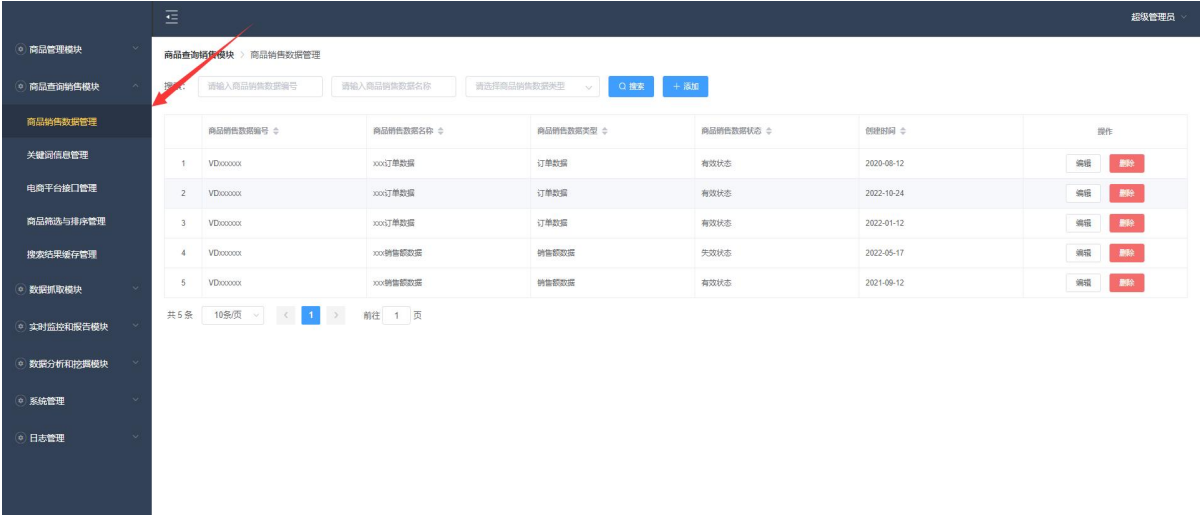 超级管理员
商品管理模块
商品查询销售模块
商品销售数据管理
关键词信息管理
电商平台接口管理
商品筛选与排序管理
搜索结果缓存管理
数据抓取模块
实时监控和报告模块
数据分析和挖掘模块
系统管理
日志管理
商品查询销售模块 > 商品销售数据管理
请输入商品销售数据编号 请输入商品销售数据名称 请选择商品销售数据类型 搜索 + 添加
商品销售数据编号 商品销售数据名称 商品销售数据类型 商品销售数据状态 创建时间 操作
1 VDxxxxxx xxx订单数据 订单数据 有效状态 2020-08-12 编辑 删除
2 VDxxxxxx xxx订单数据 订单数据 有效状态 2022-10-24 编辑 删除
3 VDxxxxxx xxx订单数据 订单数据 有效状态 2022-01-12 编辑 删除
4 VDxxxxxx xxx销售额数据 销售额数据 失效状态 2022-05-17 编辑 删除
5 VDxxxxxx xxx销售额数据 销售额数据 有效状态 2021-09-12 编辑 删除
共 5 条 10条/页 < 1 > 前往 1 页